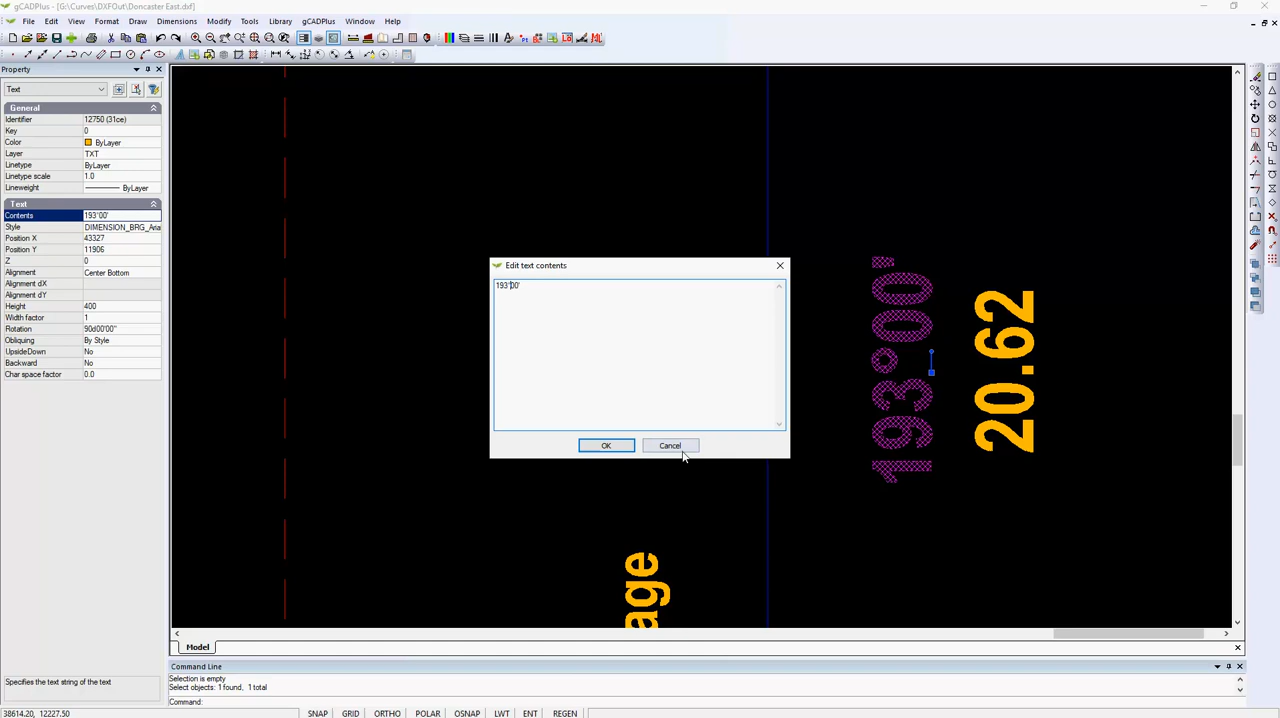 gCADPlus - [G:\Curves\DXFOut\Doncaster East.dxf]
File Edit View Format Draw Dimensions Modify Tools Library gCADPlus Window Help
Property
Text
General
Identifier 12750 (31ce)
Key 0
Color ByLayer
Layer TXT
Linetype ByLayer
Linetype scale 1.0
Lineweight ByLayer
Text
Contents 193°00'
Style DIMENSION_BRG_Aria
Position X 43327
Position Y 11906
Z 0
Alignment Center Bottom
Alignment dX
Alignment dY
Height 400
Width factor 1
Rotation 90d00'00"
Obliquing By Style
UpsideDown No
Backward No
Char space factor 0.0
Specifies the text string of the text
Edit text contents
193°00'
OK Cancel
193°00'
20.62
age
Model
Command Line
Selection is empty
Select objects: 1 found, 1 total
Command:
38614.20, 12227.50 SNAP GRID ORTHO POLAR OSNAP LWT ENT REGEN